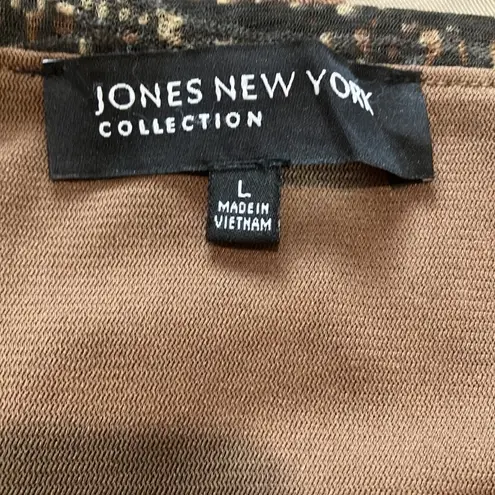 JONES NEW YORK
COLLECTION
L
MADE IN
VIETNAM